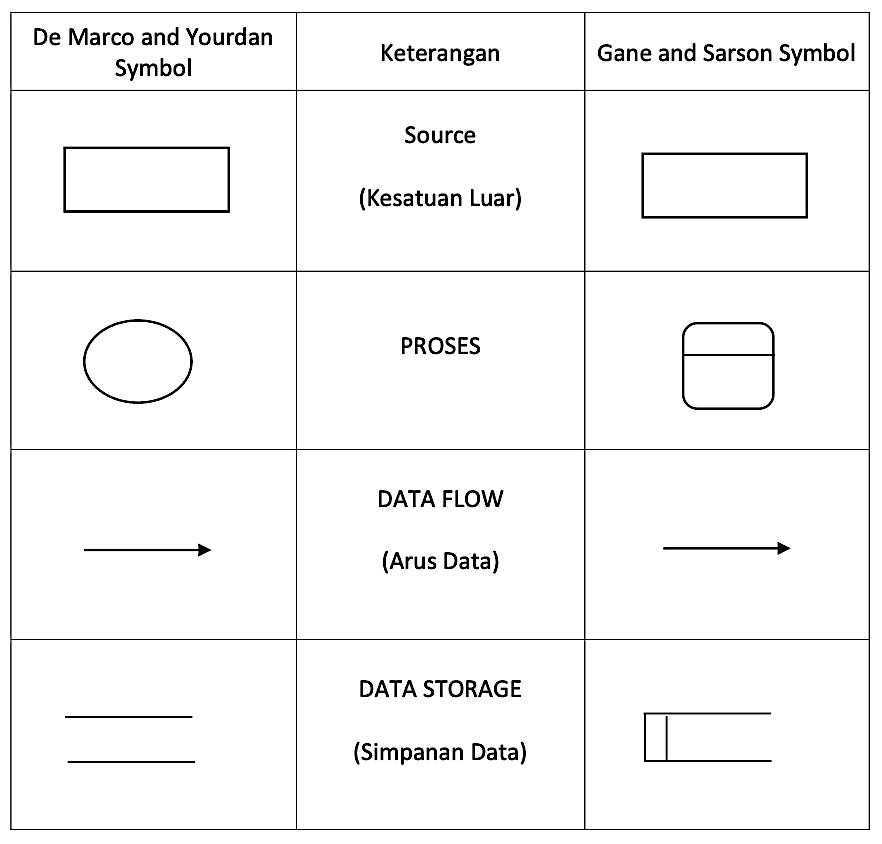 De Marco and Yourdan
Symbol
Keterangan
Gane and Sarson Symbol
Source
(Kesatuan Luar)
PROSES
DATA FLOW
(Arus Data)
DATA STORAGE
(Simpanan Data)